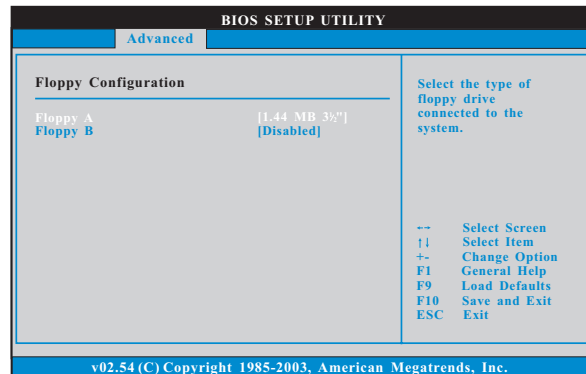 BIOS SETUP UTILITY
Advanced
Floppy Configuration
Floppy A [1.44 MB 3½"]
Floppy B [Disabled]
Select the type of
floppy drive
connected to the
system.
←→ Select Screen
↑↓ Select Item
+- Change Option
F1 General Help
F9 Load Defaults
F10 Save and Exit
ESC Exit
v02.54 (C) Copyright 1985-2003, American Megatrends, Inc.